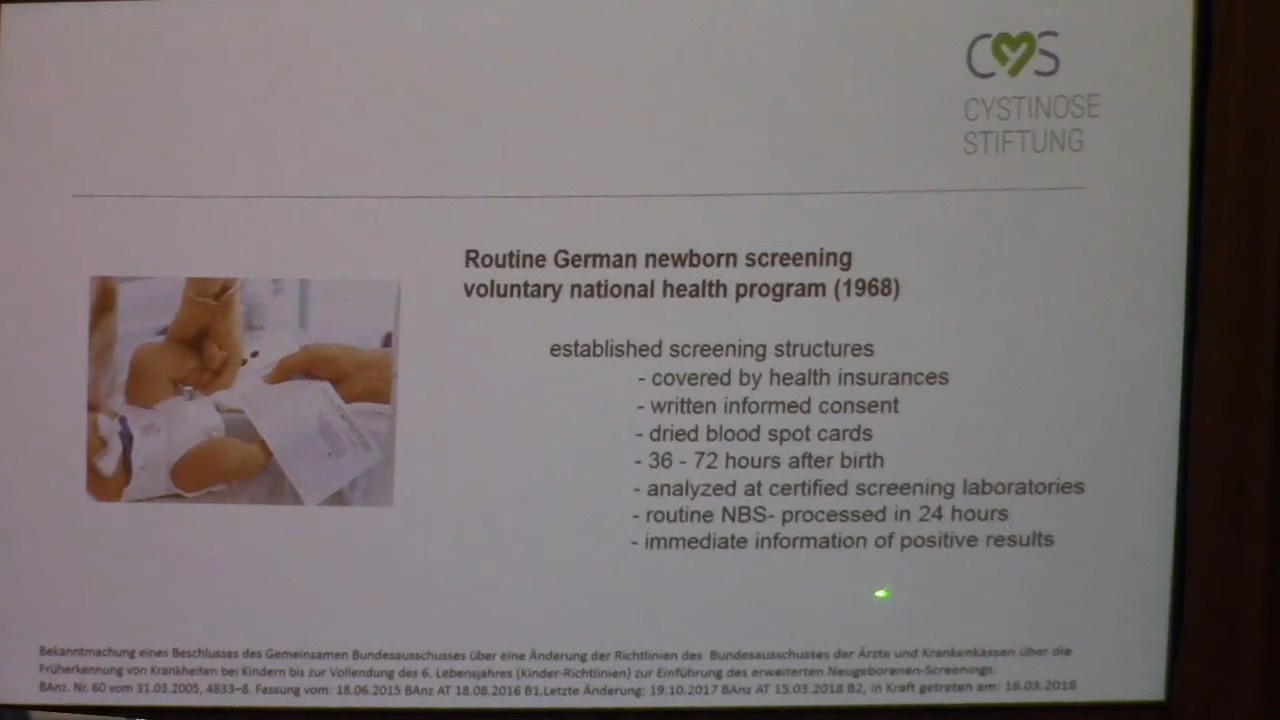 CYSTINOSE
STIFTUNG
Routine German newborn screening
voluntary national health program (1968)
established screening structures
- covered by health insurances
- written informed consent
- dried blood spot cards
- 36 - 72 hours after birth
- analyzed at certified screening laboratories
- routine NBS- processed in 24 hours
- immediate information of positive results
Bekanntmachung eines Beschlusses des Gemeinsamen Bundesausschusses über eine Änderung der Richtlinien des Bundesausschusses der Ärzte und Krankenkassen über die
Früherkennung von Krankheiten bei Kindern bis zur Vollendung des 6. Lebensjahres (Kinder-Richtlinien) zur Einführung des erweiterten Neugeborenen-Screenings.
BAnz. Nr. 60 vom 31.03.2005, 4833–8. Fassung vom: 18.06.2015 BAnz AT 18.08.2016 B1,Letzte Änderung: 19.10.2017 BAnz AT 15.03.2018 B2, in Kraft getreten am: 16.03.2018